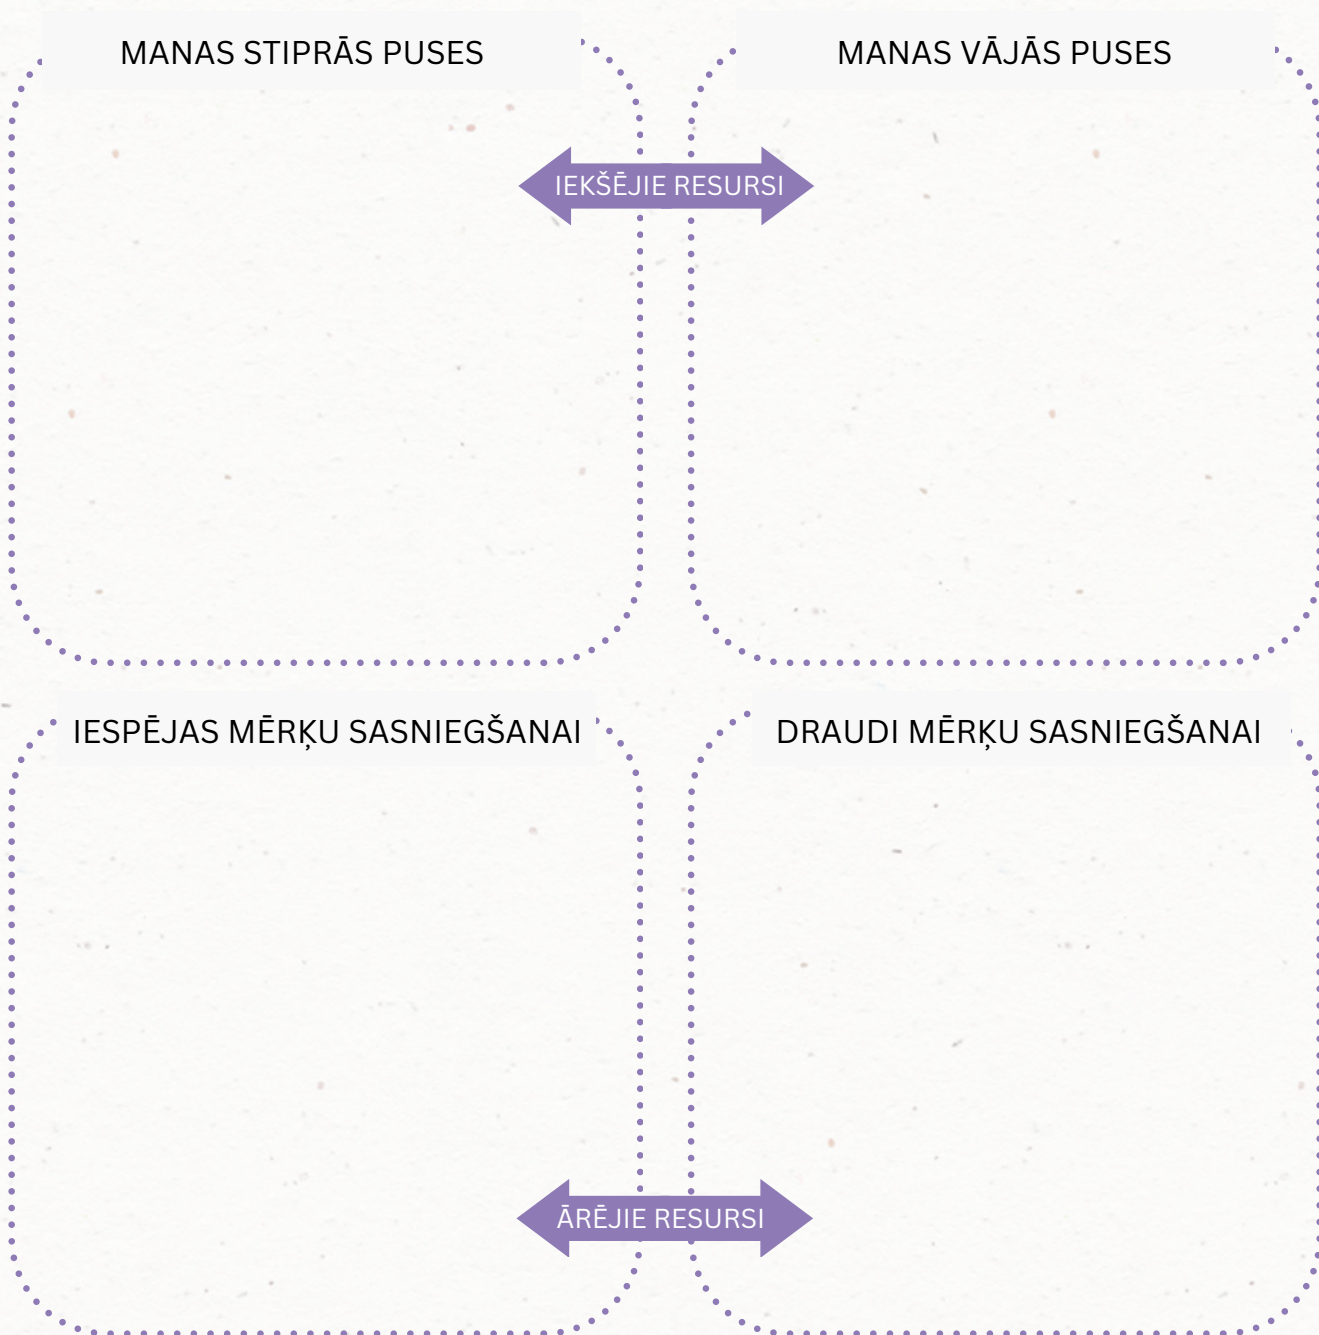 MANAS STIPRĀS PUSES
MANAS VĀJĀS PUSES
IEKŠĒJIE RESURSI
IESPĒJAS MĒRĶU SASNIEGŠANAI
DRAUDI MĒRĶU SASNIEGŠANAI
ĀRĒJIE RESURSI